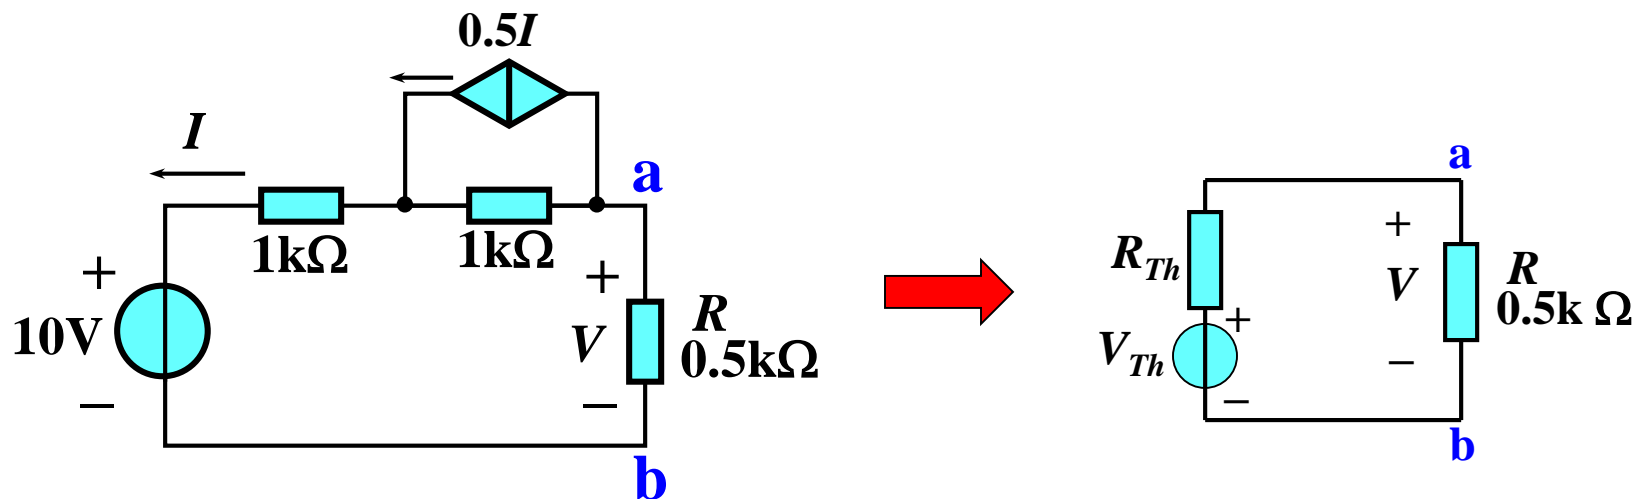 0.5I
I
a
1kΩ
1kΩ
+
+
10V
V
R
0.5kΩ
−
−
b
a
R_Th
+
V
R
0.5k Ω
+
V_Th
−
−
b